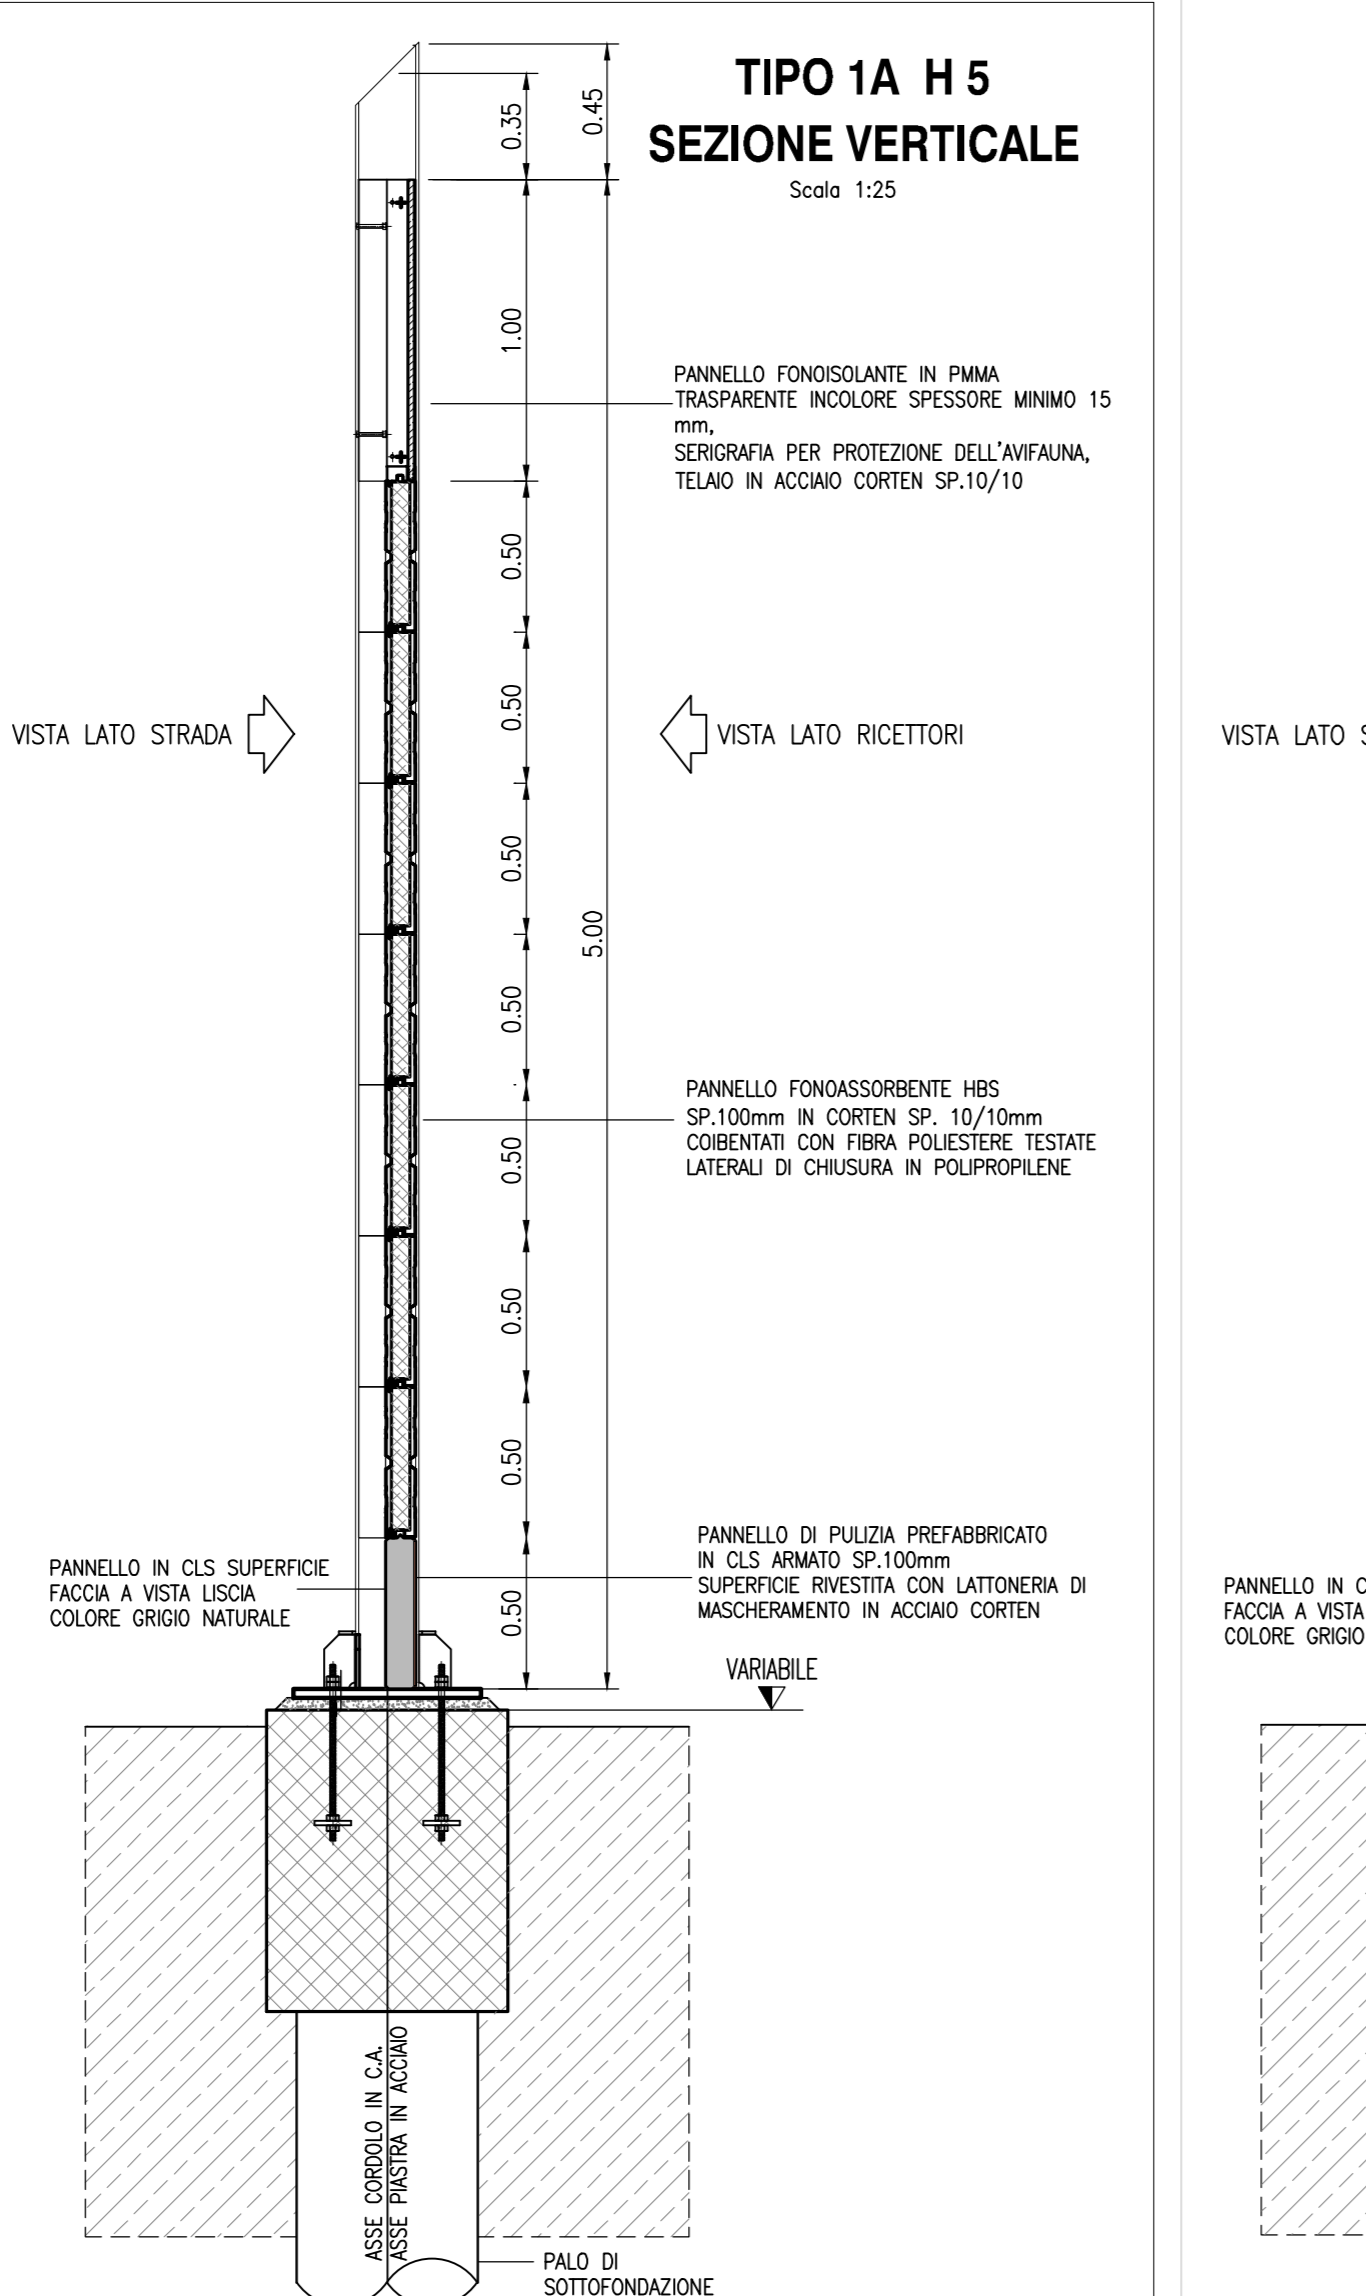 TIPO 1A H 5
SEZIONE VERTICALE
Scala 1:25
0.35
0.45
1.00
PANNELLO FONOISOLANTE IN PMMA
TRASPARENTE INCOLORE SPESSORE MINIMO 15
mm,
SERIGRAFIA PER PROTEZIONE DELL'AVIFAUNA,
TELAIO IN ACCIAIO CORTEN SP.10/10
0.50
0.50
VISTA LATO STRADA
VISTA LATO RICETTORI
VISTA LATO S
0.50
5.00
0.50
PANNELLO FONOASSORBENTE HBS
SP.100mm IN CORTEN SP. 10/10mm
COIBENTATI CON FIBRA POLIESTERE TESTATE
LATERALI DI CHIUSURA IN POLIPROPILENE
0.50
0.50
0.50
PANNELLO DI PULIZIA PREFABBRICATO
IN CLS ARMATO SP.100mm
SUPERFICIE RIVESTITA CON LATTONERIA DI
MASCHERAMENTO IN ACCIAIO CORTEN
PANNELLO IN CLS SUPERFICIE
FACCIA A VISTA LISCIA
COLORE GRIGIO NATURALE
0.50
PANNELLO IN C
FACCIA A VISTA
COLORE GRIGIO
VARIABILE
ASSE CORDOLO IN C.A.
ASSE PIASTRA IN ACCIAIO
PALO DI
SOTTOFONDAZIONE